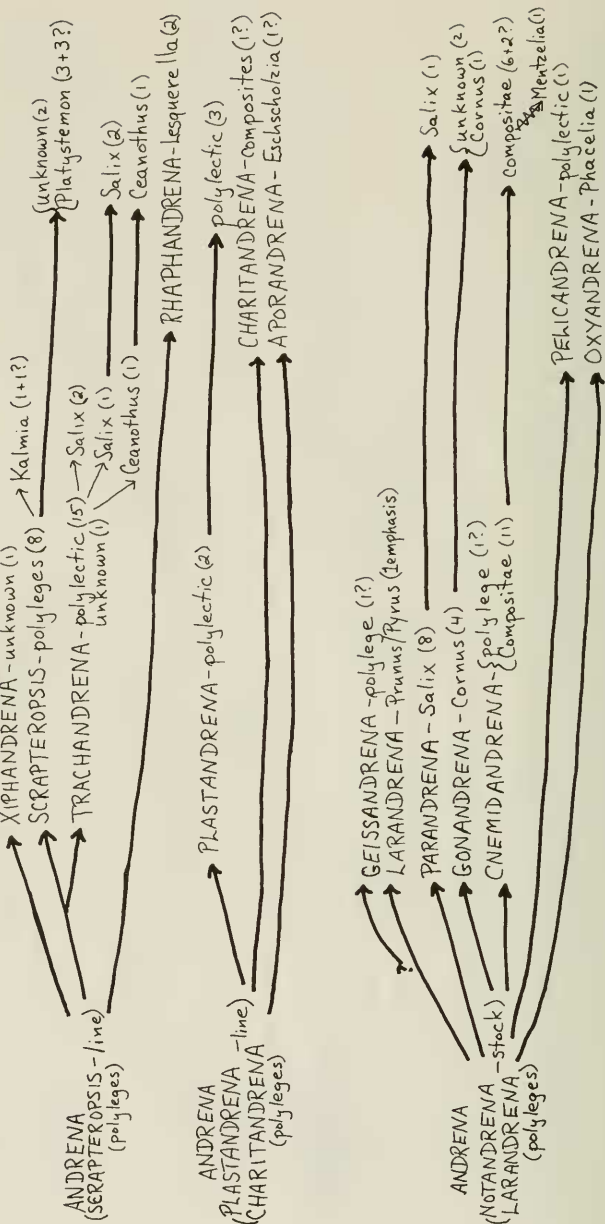 ANDRENA
(SCRAPTEROPSIS-line)
(polyleges)
XIPHANDRENA-unknown (1)
SCRAPTEROPSIS-polyleges (8)
Kalmia (1+1?)
{unknown (2)
Platystemon (3+3?)
TRACHANDRENA-polylectic (15)
unknown (1)
Salix (2)
Salix (1)
Ceanothus (1)
Salix (2)
Ceanothus (1)
RHAPHANDRENA-Lesquerella (2)
ANDRENA
(PLASTANDRENA -line)
(CHARITANDRENA
(polyleges)
PLASTANDRENA-polylectic (2)
polylectic (3)
CHARITANDRENA-composites (1?)
APORANDRENA-Eschscholzia (1?)
ANDRENA
(NOTANDRENA -stock)
(LARANDRENA
(polyleges)
?
GEISSANDRENA-polylege (1?)
LARANDRENA-Prunus/Pyrus (1emphasis)
PARANDRENA-Salix (8)
Salix (1)
GONANDRENA-Cornus (4)
{unknown (2)
Cornus (1)
CNEMIDANDRENA-{polylege (1?)
Compositae (11)
Compositae (6+2?)
Mentzelia (1)
PELICANDRENA-polylectic (1)
OXYANDRENA-Phacelia (1)